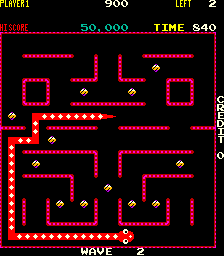 PLAYER1 900 LEFT 2
HISCORE 50,000 TIME 840
CREDIT 0
WAVE 2